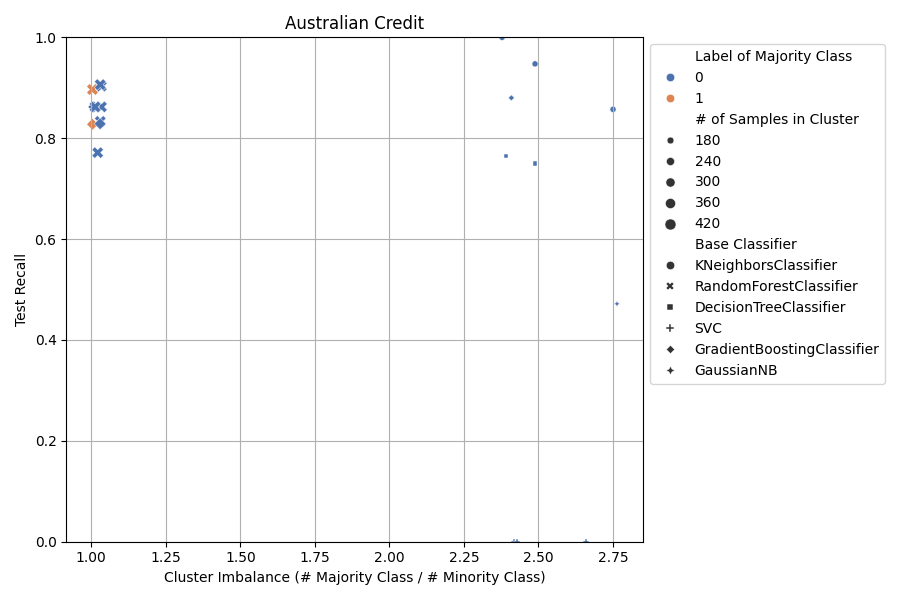 Australian Credit
1.0
0.8
0.6
0.4
0.2
0.0
Test Recall
1.00
1.25
1.50
1.75
2.00
2.25
2.50
2.75
Cluster Imbalance (# Majority Class / # Minority Class)
Label of Majority Class
0
1
# of Samples in Cluster
180
240
300
360
420
Base Classifier
KNeighborsClassifier
RandomForestClassifier
DecisionTreeClassifier
SVC
GradientBoostingClassifier
GaussianNB